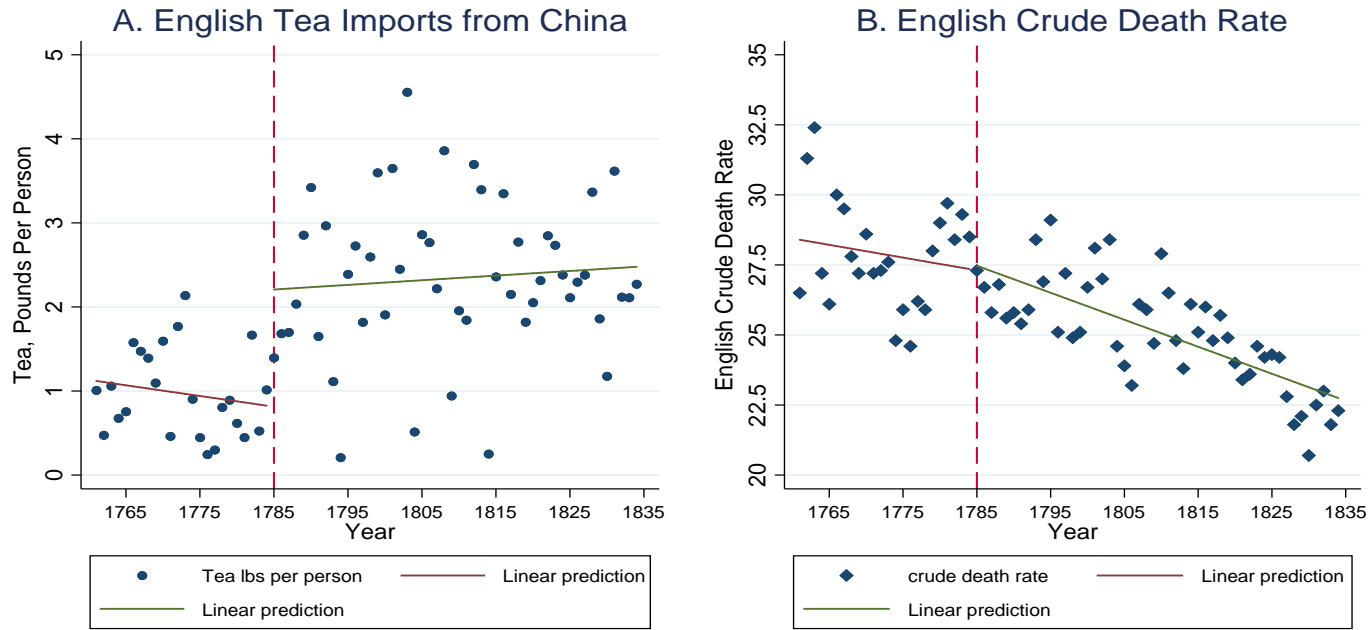 A. English Tea Imports from China
Tea, Pounds Per Person
5
4
3
2
1
0
1765 1775 1785 1795 1805 1815 1825 1835
Year
Tea lbs per person Linear prediction
Linear prediction
B. English Crude Death Rate
English Crude Death Rate
35
32.5
30
27.5
25
22.5
20
1765 1775 1785 1795 1805 1815 1825 1835
Year
crude death rate Linear prediction
Linear prediction